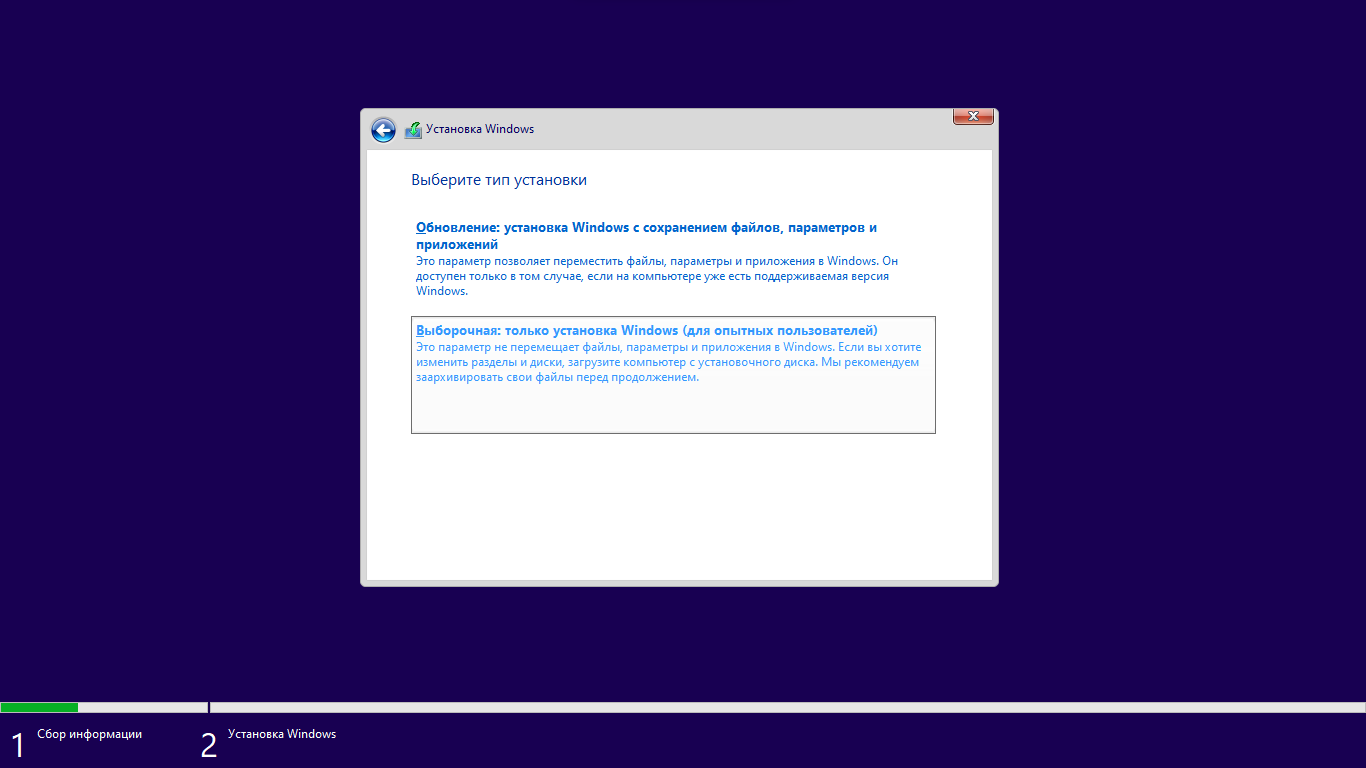 Установка Windows
Выберите тип установки
Обновление: установка Windows с сохранением файлов, параметров и
приложений
Это параметр позволяет переместить файлы, параметры и приложения в Windows. Он
доступен только в том случае, если на компьютере уже есть поддерживаемая версия
Windows.
Выборочная: только установка Windows (для опытных пользователей)
Это параметр не перемещает файлы, параметры и приложения в Windows. Если вы хотите
изменить разделы и диски, загрузите компьютер с установочного диска. Мы рекомендуем
заархивировать свои файлы перед продолжением.
1 Сбор информации
2 Установка Windows